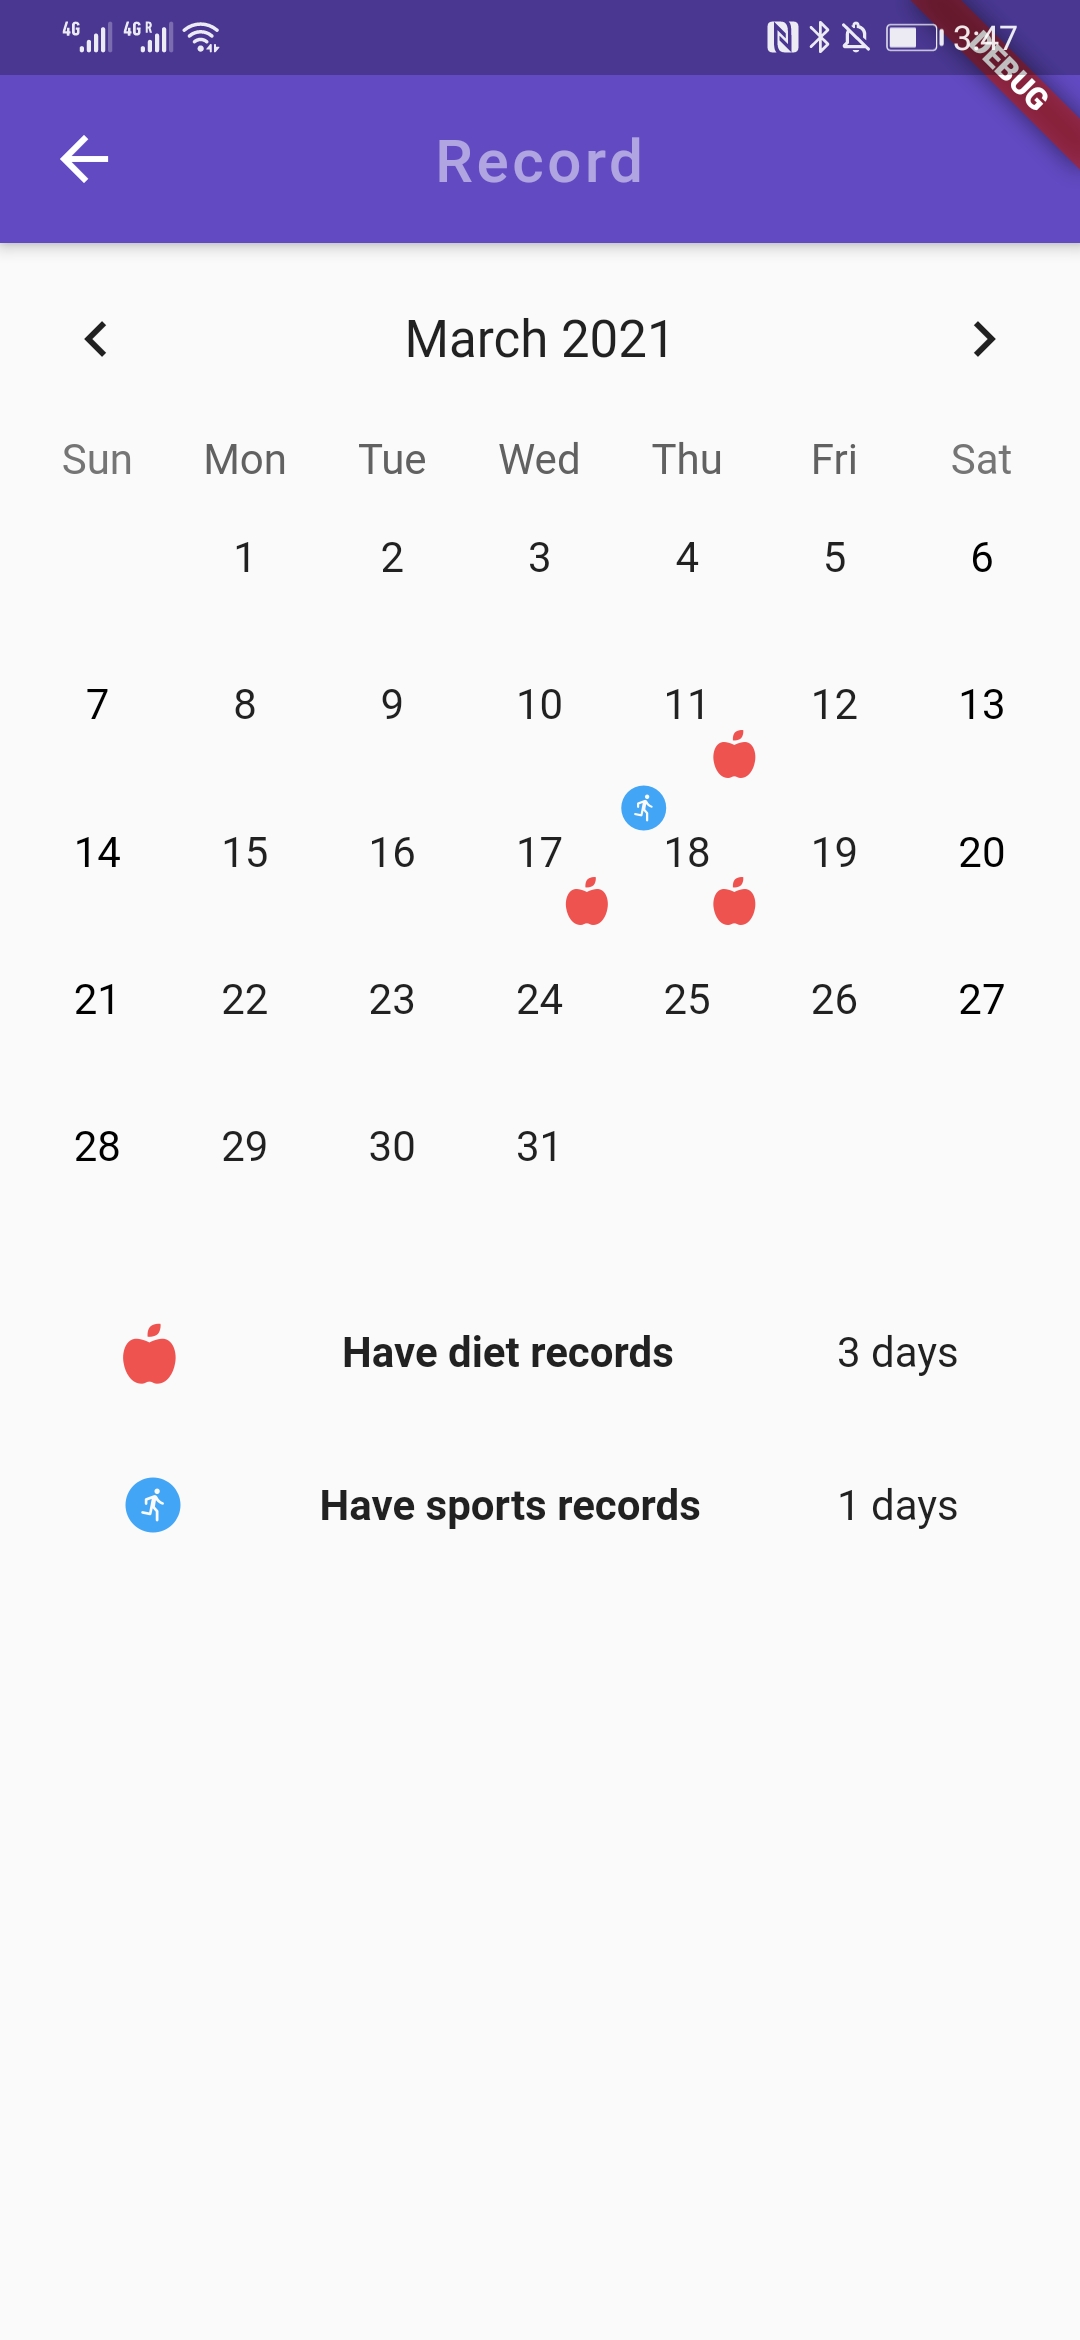 4G 4G R 3:47
DEBUG
Record
March 2021
Sun Mon Tue Wed Thu Fri Sat
1 2 3 4 5 6
7 8 9 10 11 12 13
14 15 16 17 18 19 20
21 22 23 24 25 26 27
28 29 30 31
Have diet records 3 days
Have sports records 1 days